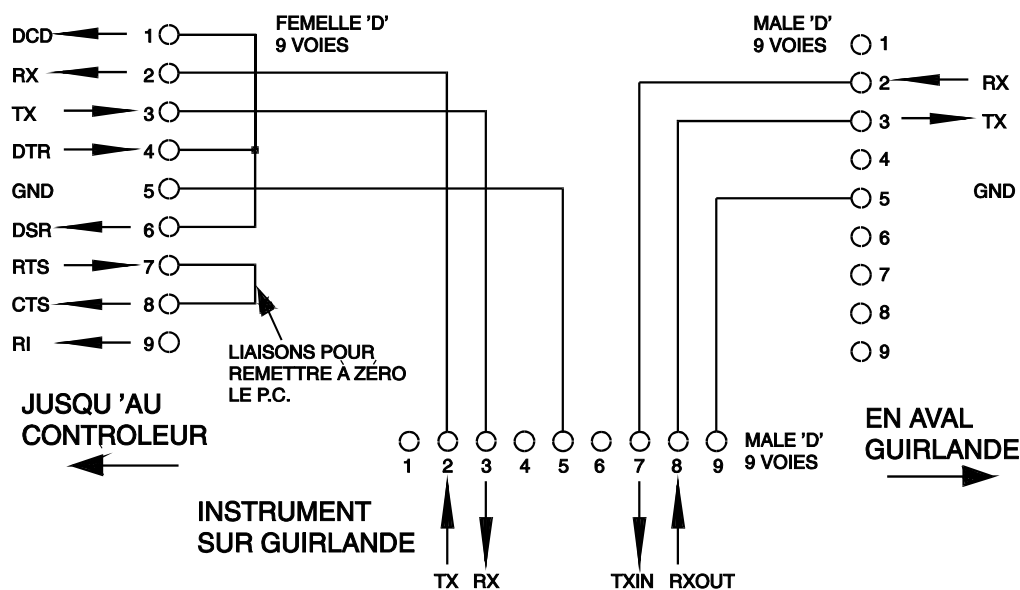 FEMELLE 'D'
9 VOIES
DCD 1
RX 2
TX 3
DTR 4
GND 5
DSR 6
RTS 7
CTS 8
RI 9
LIAISONS POUR
REMETTRE À ZÉRO
LE P.C.
JUSQU 'AU
CONTROLEUR
MALE 'D'
9 VOIES
1
2 RX
3 TX
4
5 GND
6
7
8
9
EN AVAL
GUIRLANDE
1 2 3 4 5 6 7 8 9
MALE 'D'
9 VOIES
INSTRUMENT
SUR GUIRLANDE
TX RX TXIN RXOUT